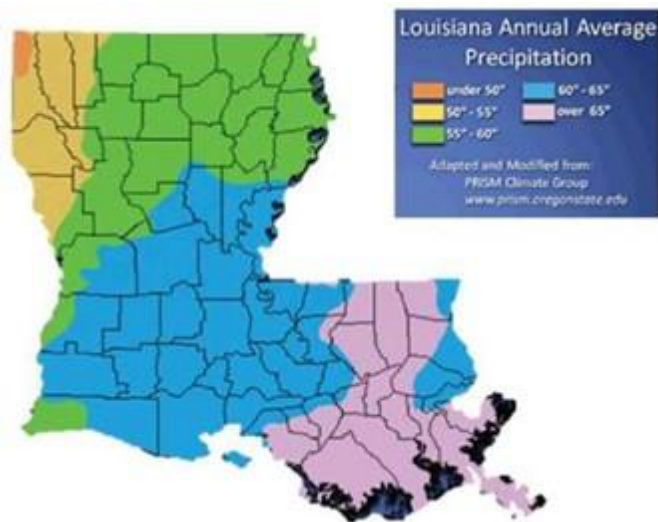 Louisiana Annual Average
Precipitation
under 50"
60" - 65"
50" - 55"
over 65"
55" - 60"
Adapted and Modified from:
PRISM Climate Group
www.prism.oregonstate.edu